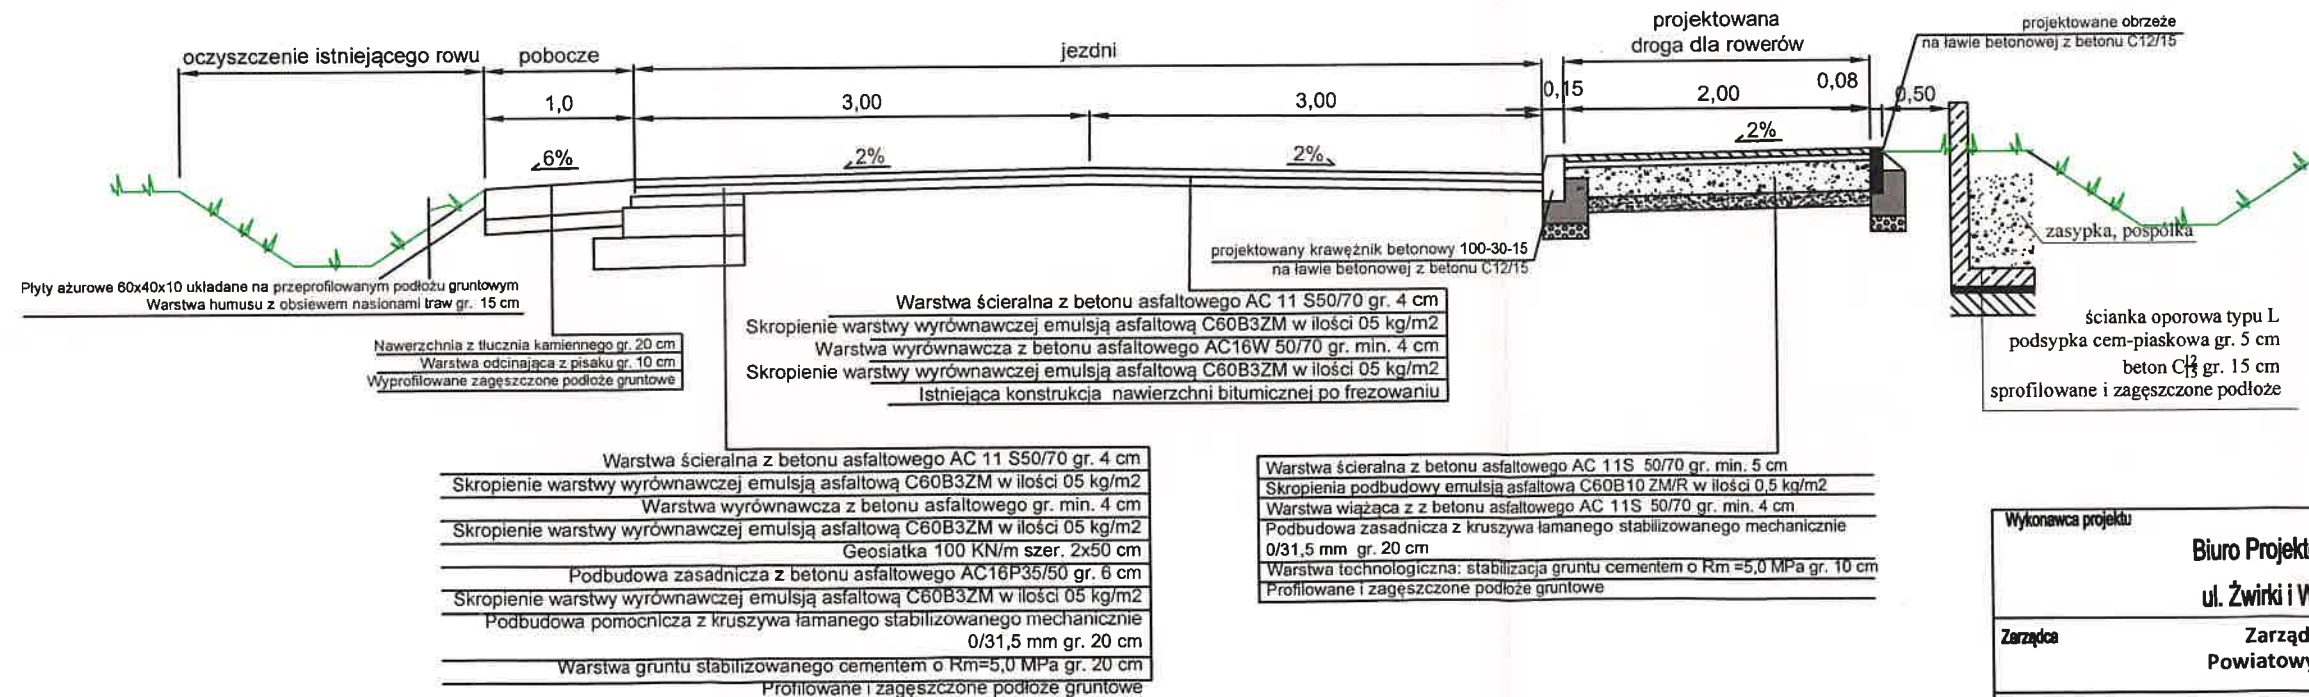 oczyszczenie istniejącego rowu
pobocze
jezdni
projektowana
droga dla rowerów
projektowane obrzeże
na ławie betonowej z betonu C12/15
1,0
3,00
3,00
0,15
2,00
0,08
0,50
6%
2%
2%
2%
projektowany krawężnik betonowy 100-30-15
na ławie betonowej z betonu C12/15
zasypka, pospółka
Płyty ażurowe 60x40x10 układane na przeprofilowanym podłożu gruntowym
Warstwa humusu z obsiewem nasionami traw gr. 15 cm
Nawierzchnia z tłucznia kamiennego gr. 20 cm
Warstwa odcinająca z pisaku gr. 10 cm
Wyprofilowane zagęszczone podłoże gruntowe
Warstwa ścieralna z betonu asfaltowego AC 11 S50/70 gr. 4 cm
Skropienie warstwy wyrównawczej emulsją asfaltową C60B3ZM w ilości 05 kg/m2
Warstwa wyrównawcza z betonu asfaltowego AC16W 50/70 gr. min. 4 cm
Skropienie warstwy wyrównawczej emulsją asfaltową C60B3ZM w ilości 05 kg/m2
Istniejąca konstrukcja nawierzchni bitumicznej po frezowaniu
ścianka oporowa typu L
podsypka cem-piaskowa gr. 5 cm
beton C12/15 gr. 15 cm
sprofilowane i zagęszczone podłoże
Warstwa ścieralna z betonu asfaltowego AC 11 S50/70 gr. 4 cm
Skropienie warstwy wyrównawczej emulsją asfaltową C60B3ZM w ilości 05 kg/m2
Warstwa wyrównawcza z betonu asfaltowego gr. min. 4 cm
Skropienie warstwy wyrównawczej emulsją asfaltową C60B3ZM w ilości 05 kg/m2
Geosiatka 100 KN/m szer. 2x50 cm
Podbudowa zasadnicza z betonu asfaltowego AC16P35/50 gr. 6 cm
Skropienie warstwy wyrównawczej emulsją asfaltową C60B3ZM w ilości 05 kg/m2
Podbudowa pomocnicza z kruszywa łamanego stabilizowanego mechanicznie
0/31,5 mm gr. 20 cm
Warstwa gruntu stabilizowanego cementem o Rm=5,0 MPa gr. 20 cm
Profilowane i zagęszczone podłoże gruntowe
Warstwa ścieralna z betonu asfaltowego AC 11S 50/70 gr. min. 5 cm
Skropienia podbudowy emulsją asfaltową C60B10 ZM/R w ilości 0,5 kg/m2
Warstwa wiążąca z z betonu asfaltowego AC 11S 50/70 gr. min. 4 cm
Podbudowa zasadnicza z kruszywa łamanego stabilizowanego mechanicznie
0/31,5 mm gr. 20 cm
Warstwa technologiczna: stabilizacja gruntu cementem o Rm =5,0 MPa gr. 10 cm
Profilowane i zagęszczone podłoże gruntowe
Wykonawca projektu
Biuro Projekt
ul. Żwirki i W
Zarządca
Zarząd
Powiatowy